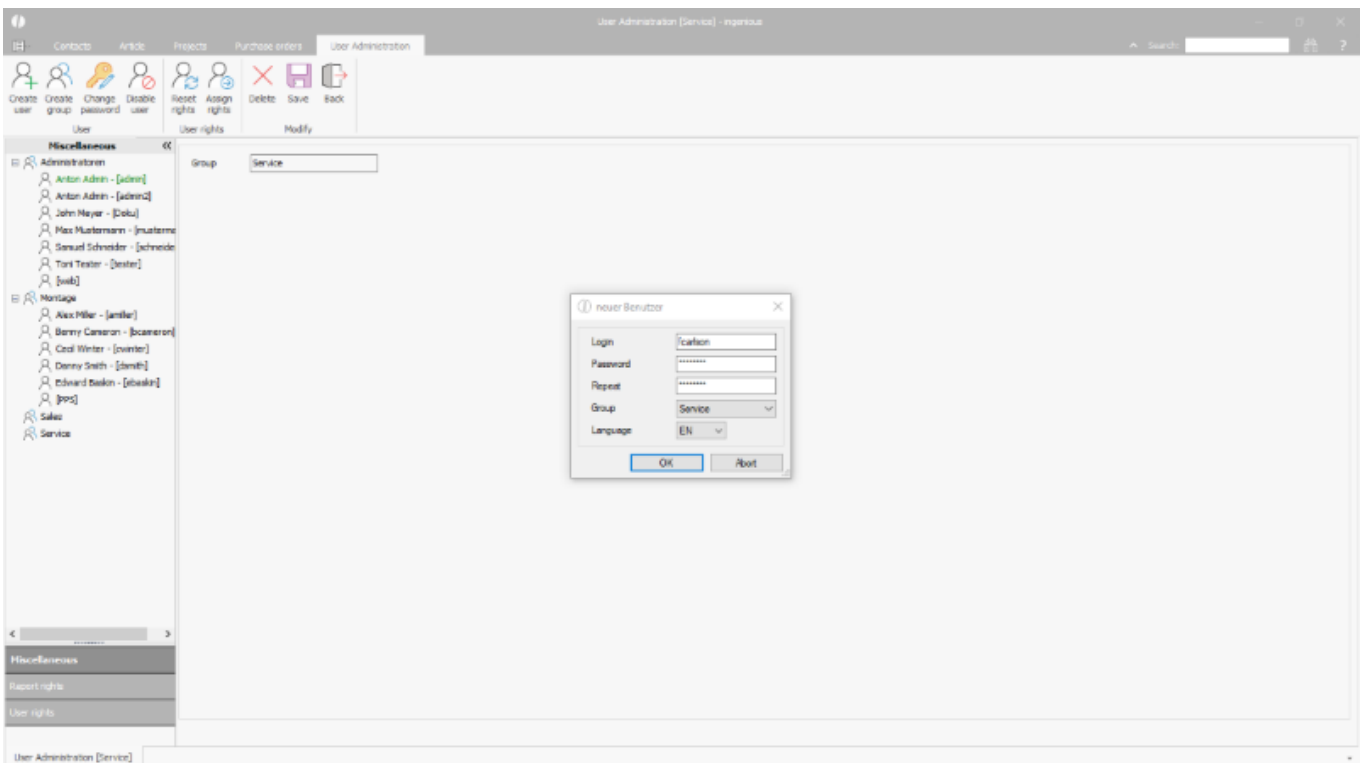 User Administration [Service] - ingenious
Contacts Article Projects Purchase orders User Administration Search: ?
Create user Create group Change password Disable user Reset rights Assign rights Delete Save Back
User User rights Modify
Miscellaneous
Group Service
Administratoren
Anton Admin - [admin]
Anton Admin - [admin2]
John Meyer - [Doku]
Max Mustermann - [musterma
Samuel Schneider - [schneide
Toni Tester - [tester]
[web]
Montage
Alex Miller - [amiller]
Benny Cameron - [bcameron]
Cecil Winter - [cwinter]
Danny Smith - [dsmith]
Edward Baskin - [ebaskin]
[PPS]
Sales
Service
neuer Benutzer
Login fcarlson
Password ********
Repeat ********
Group Service
Language EN
OK Abort
Miscellaneous
Report rights
User rights
User Administration [Service]